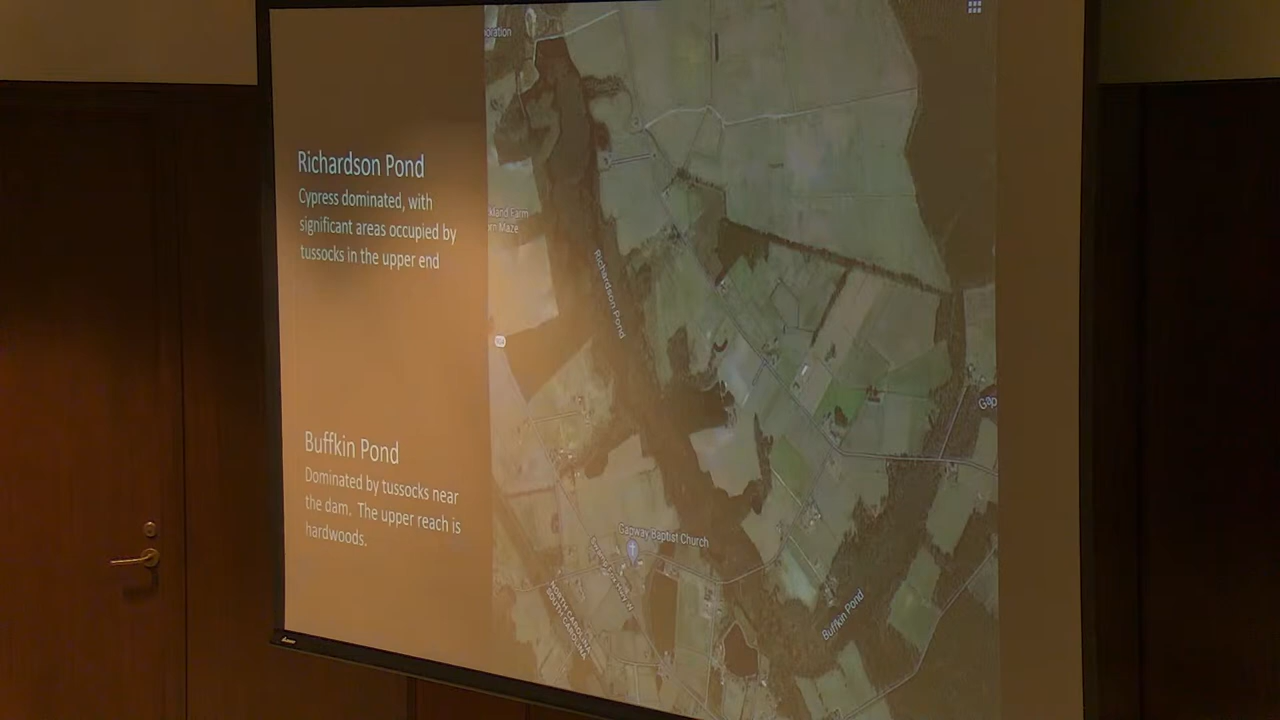 Richardson Pond
Cypress dominated, with
significant areas occupied by
tussocks in the upper end
Buffkin Pond
Dominated by tussocks near
the dam. The upper reach is
hardwoods.
Richardson Pond
Gapway Baptist Church
NORTH CAROLINA
SOUTH CAROLINA
Buffkin Pond
Gap